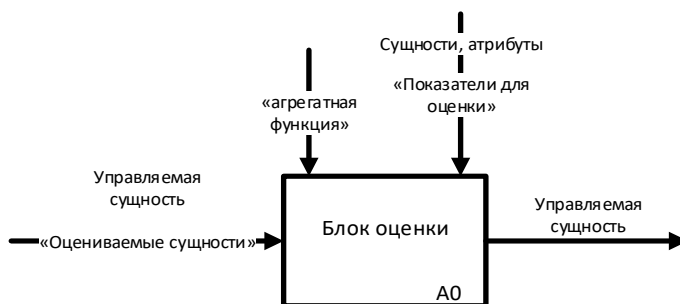 Сущности, атрибуты
«Показатели для
оценки»
«агрегатная
функция»
Управляемая
сущность
«Оцениваемые сущности»
Блок оценки
A0
Управляемая
сущность